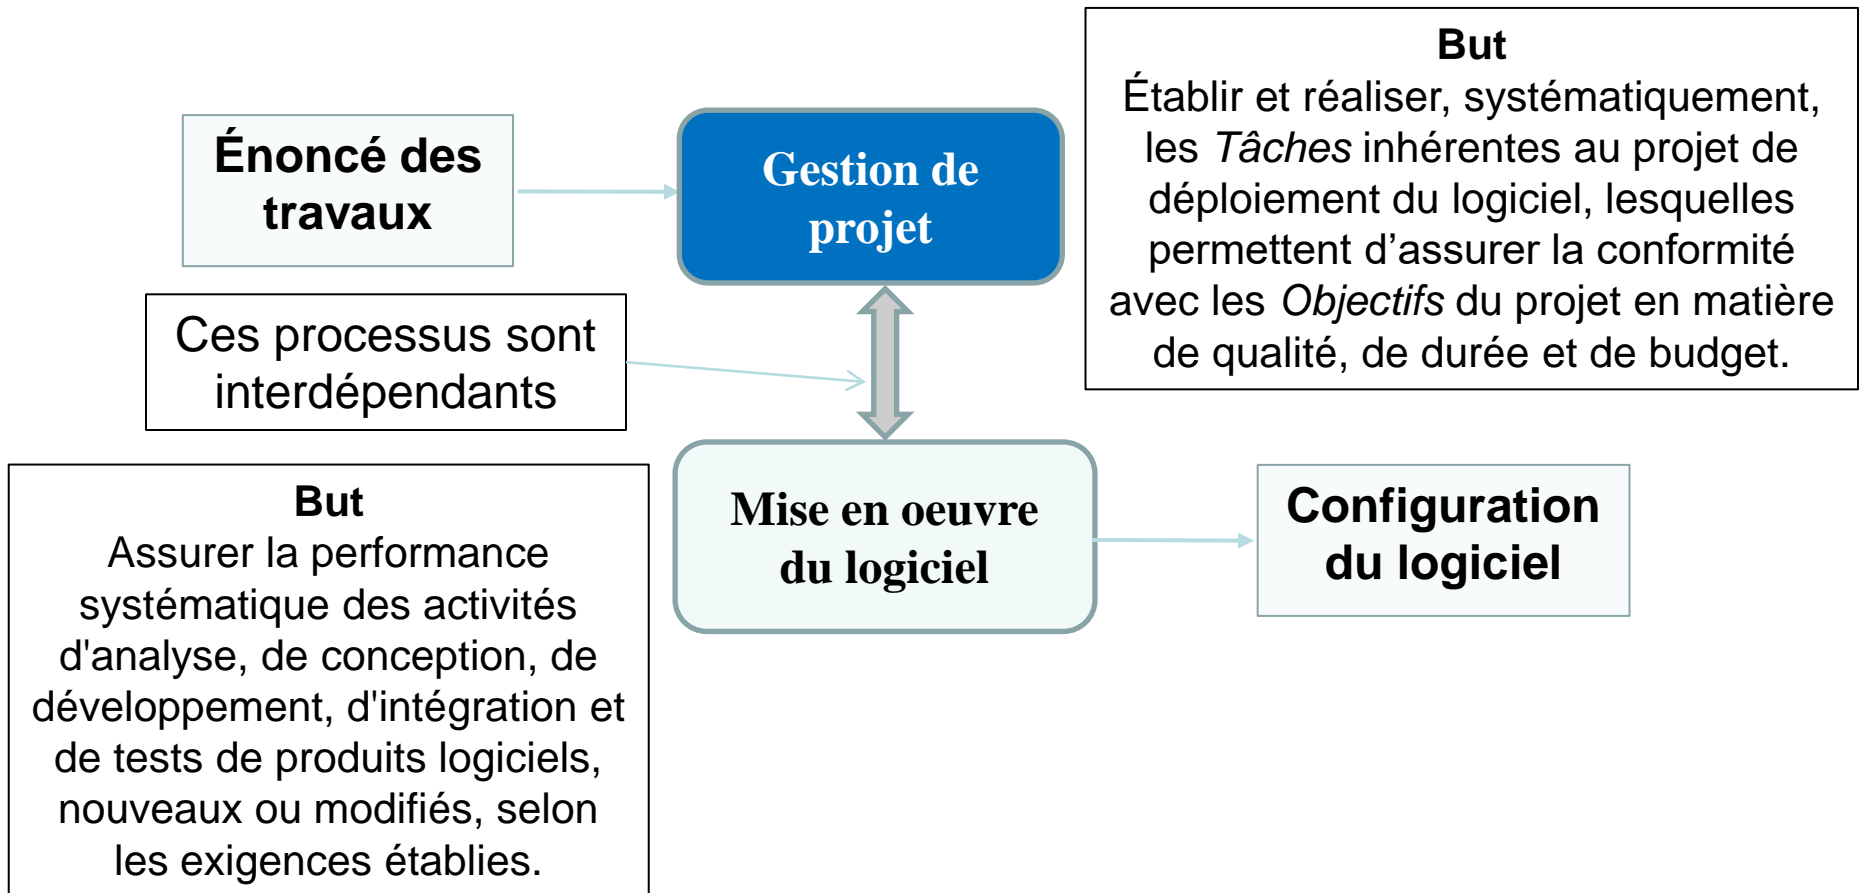 Énoncé des
travaux
Gestion de
projet
But
Établir et réaliser, systématiquement,
les Tâches inhérentes au projet de
déploiement du logiciel, lesquelles
permettent d’assurer la conformité
avec les Objectifs du projet en matière
de qualité, de durée et de budget.
Ces processus sont
interdépendants
But
Assurer la performance
systématique des activités
d'analyse, de conception, de
développement, d'intégration et
de tests de produits logiciels,
nouveaux ou modifiés, selon
les exigences établies.
Mise en oeuvre
du logiciel
Configuration
du logiciel